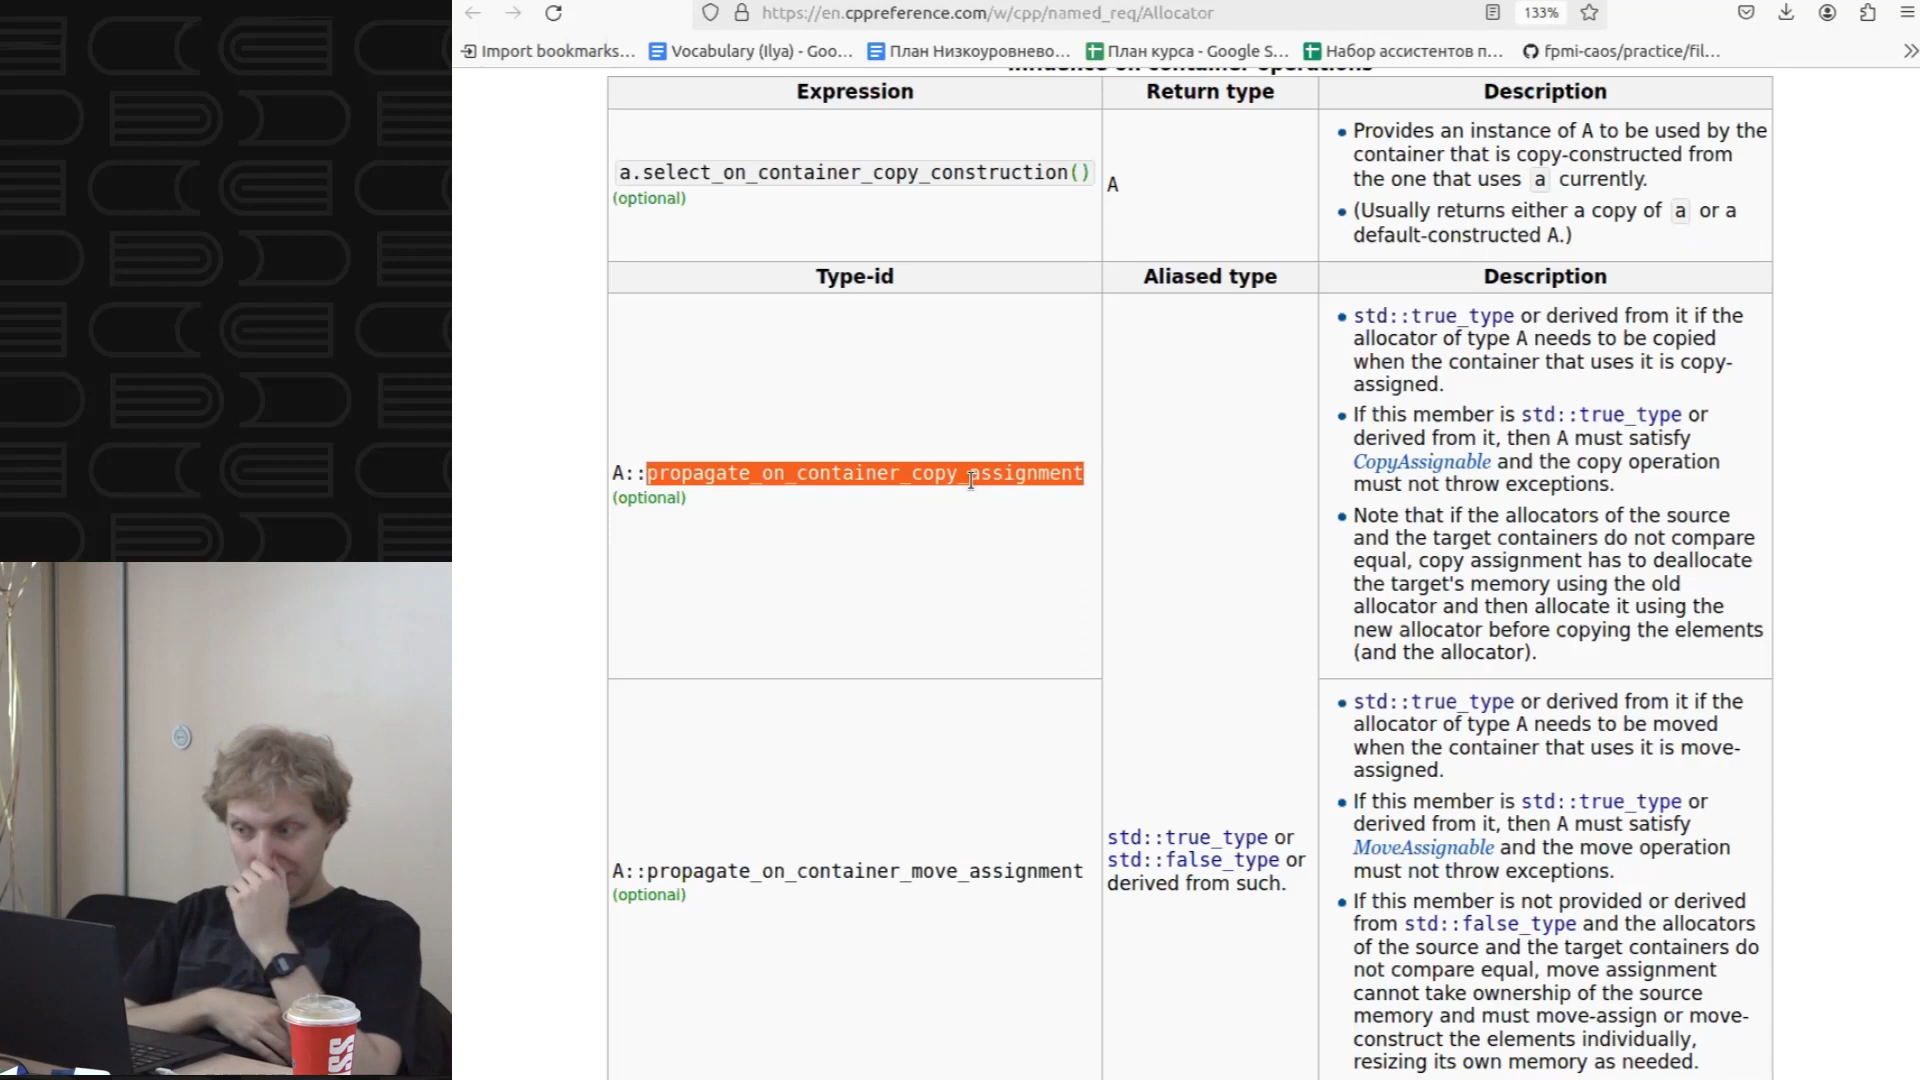 https://en.cppreference.com/w/cpp/named_req/Allocator
133%
Import bookmarks...
Vocabulary (Ilya) - Goo...
План Низкоуровнево...
План курса - Google S...
Набор ассистентов п...
fpmi-caos/practice/fil...
Influence on container operations
Expression
Return type
Description
a.select_on_container_copy_construction()
(optional)
A
• Provides an instance of A to be used by the
container that is copy-constructed from
the one that uses a currently.
• (Usually returns either a copy of a or a
default-constructed A.)
Type-id
Aliased type
Description
A::propagate_on_container_copy_assignment
(optional)
• std::true_type or derived from it if the
allocator of type A needs to be copied
when the container that uses it is copy-
assigned.
• If this member is std::true_type or
derived from it, then A must satisfy
CopyAssignable and the copy operation
must not throw exceptions.
• Note that if the allocators of the source
and the target containers do not compare
equal, copy assignment has to deallocate
the target's memory using the old
allocator and then allocate it using the
new allocator before copying the elements
(and the allocator).
A::propagate_on_container_move_assignment
(optional)
std::true_type or
std::false_type or
derived from such.
• std::true_type or derived from it if the
allocator of type A needs to be moved
when the container that uses it is move-
assigned.
• If this member is std::true_type or
derived from it, then A must satisfy
MoveAssignable and the move operation
must not throw exceptions.
• If this member is not provided or derived
from std::false_type and the allocators
of the source and the target containers do
not compare equal, move assignment
cannot take ownership of the source
memory and must move-assign or move-
construct the elements individually,
resizing its own memory as needed.